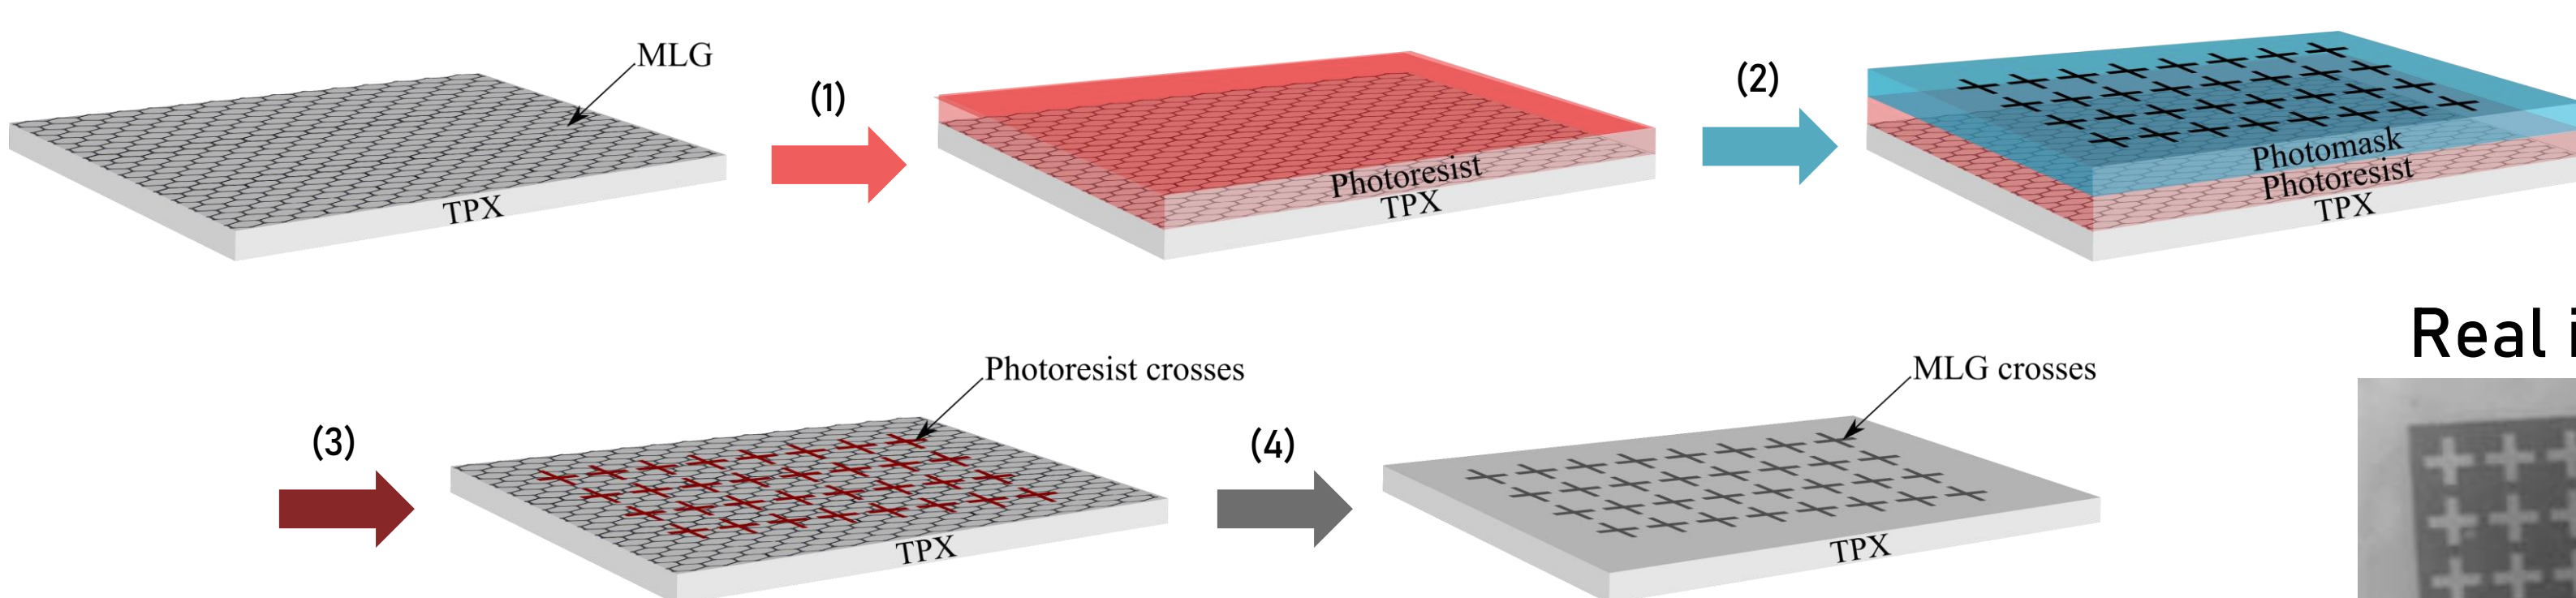 MLG
TPX
(1)
Photoresist
TPX
(2)
Photomask
Photoresist
TPX
(3)
Photoresist crosses
TPX
(4)
MLG crosses
TPX
Real i